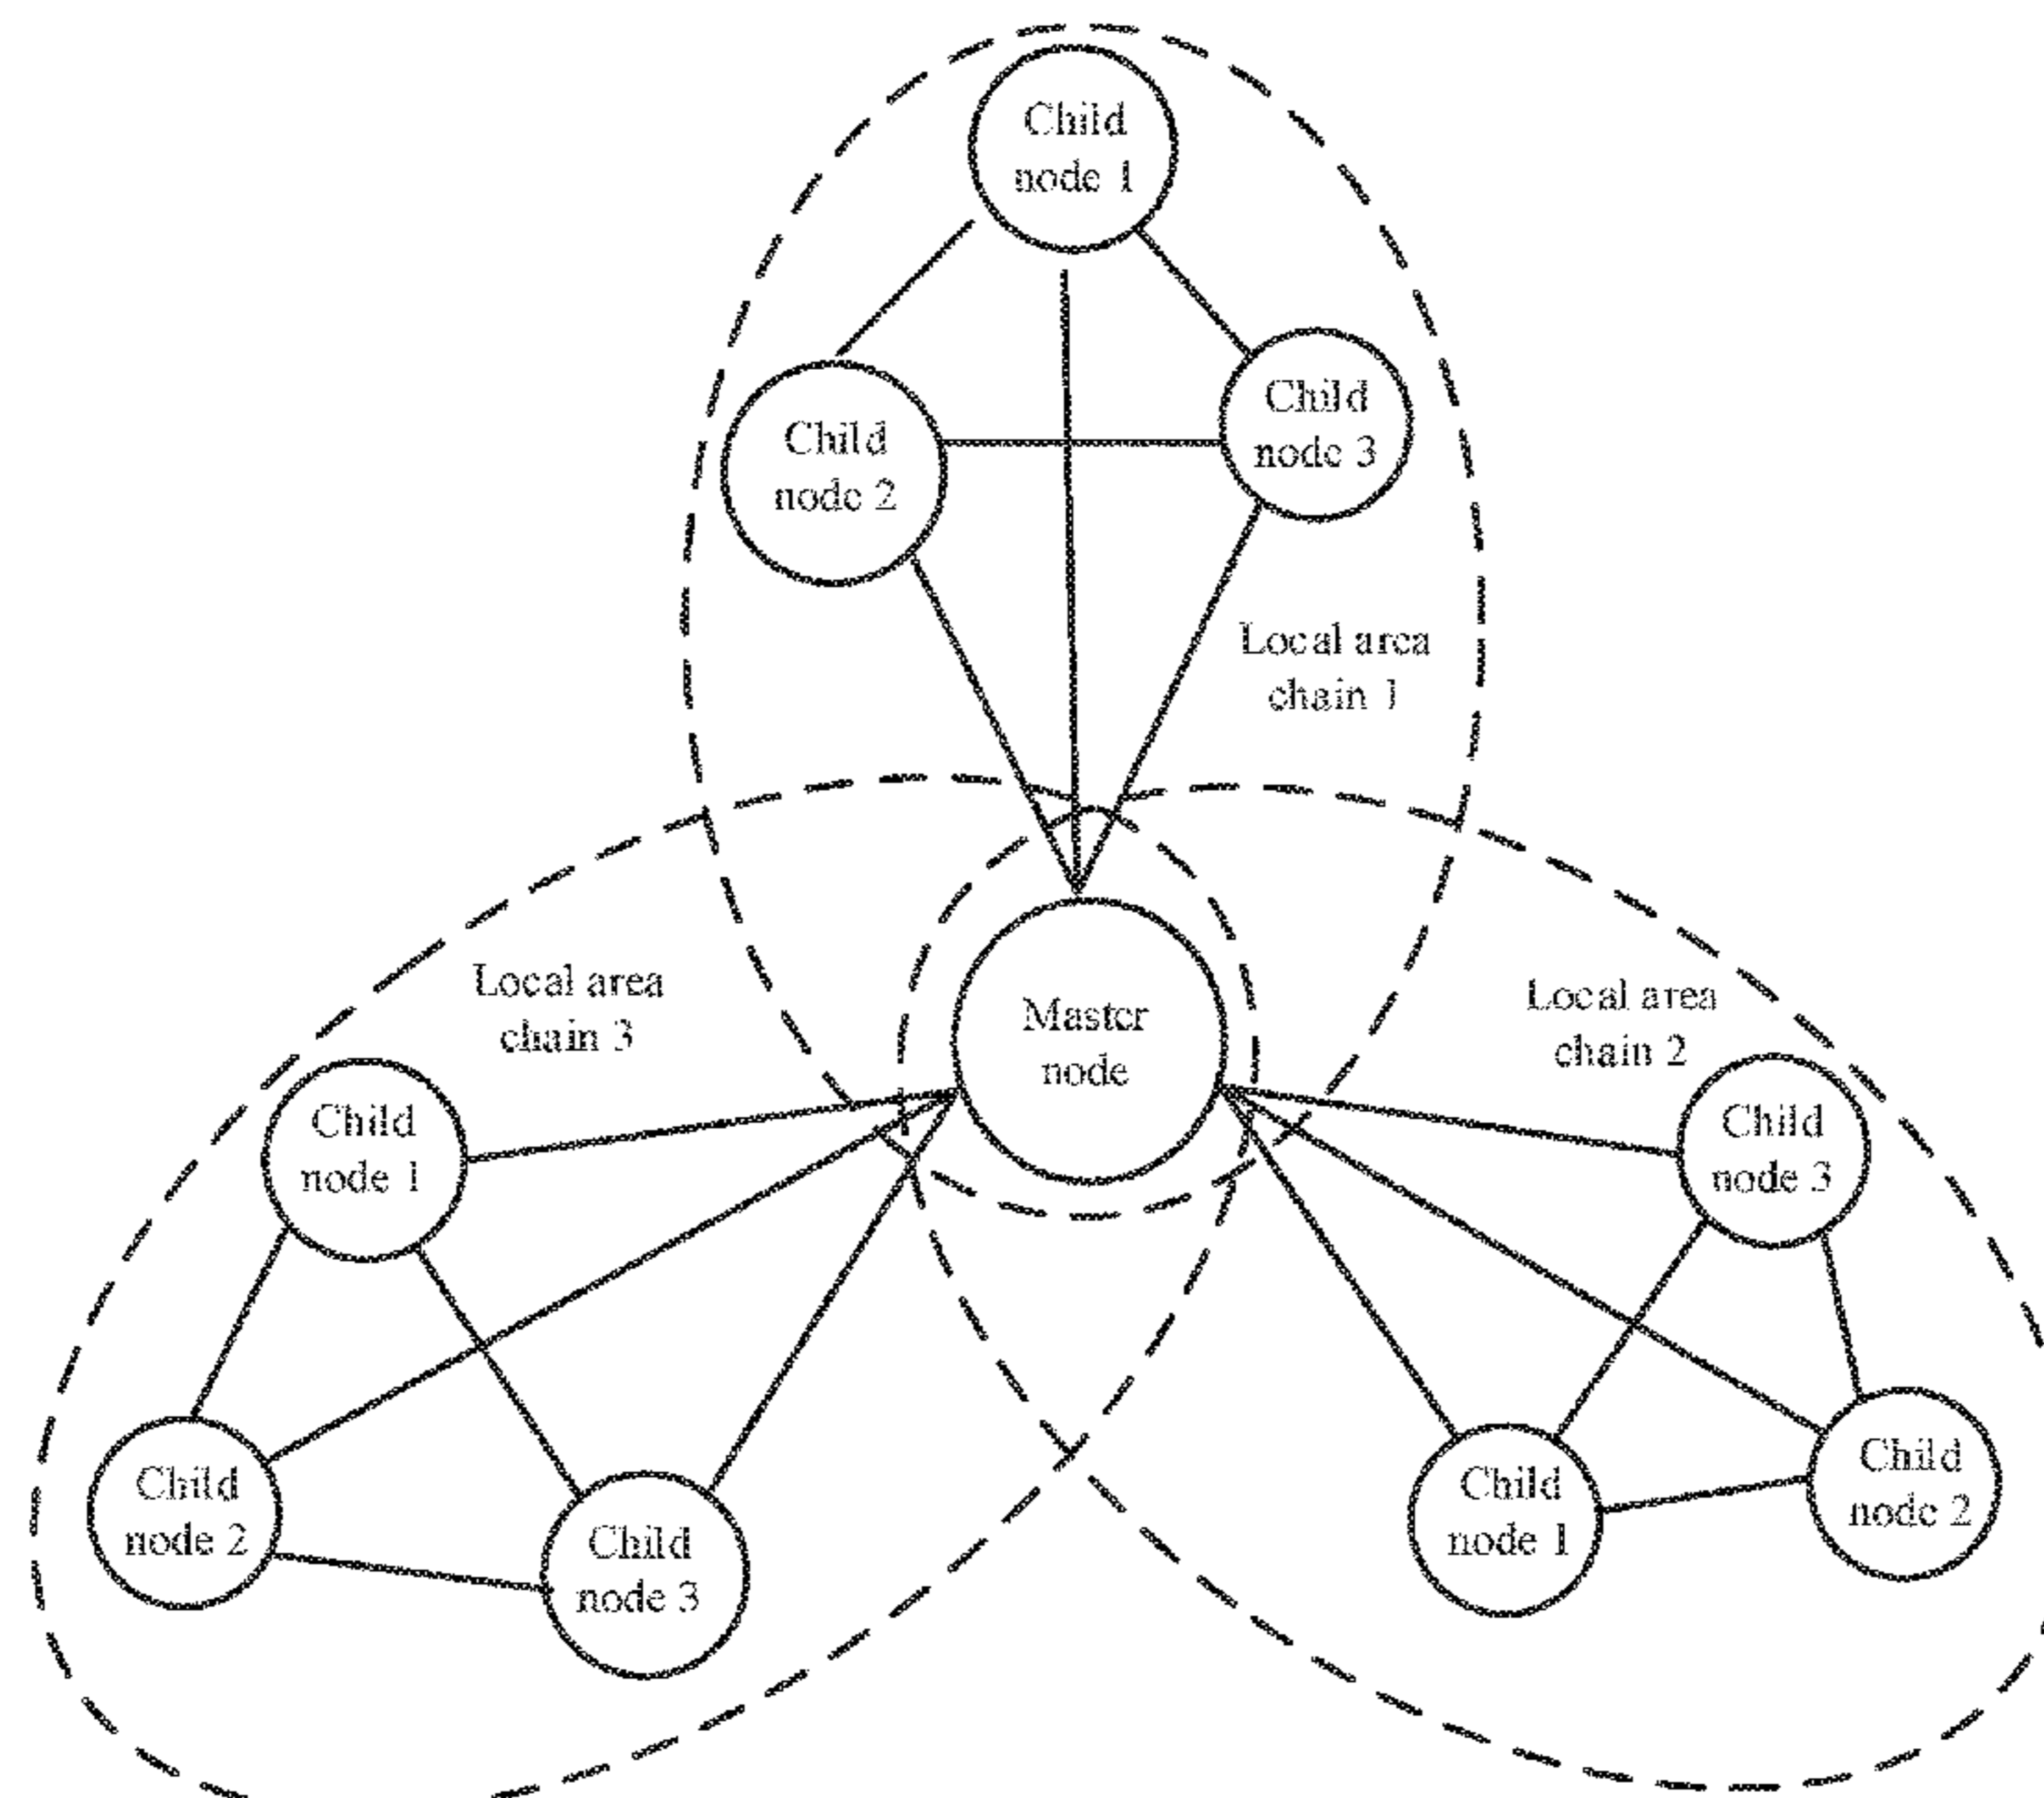 Child
node 1
Child
node 2
Child
node 3
Local area
chain 1
Local area
chain 3
Master
node
Local area
chain 2
Child
node 1
Child
node 3
Child
node 2
Child
node 3
Child
node 1
Child
node 2